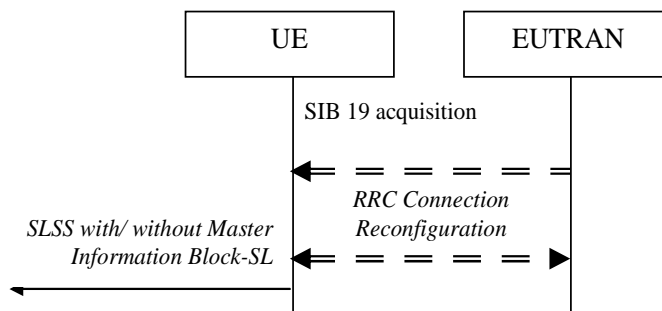 UE
EUTRAN
SIB 19 acquisition
RRC Connection
Reconfiguration
SLSS with/ without Master
Information Block-SL